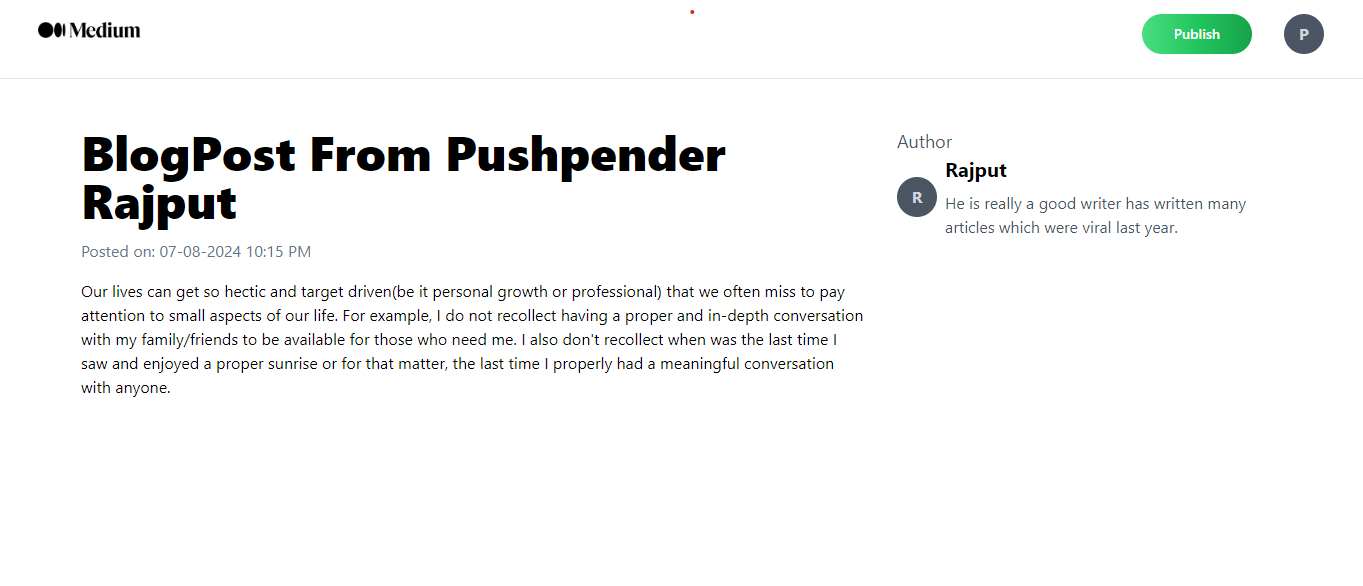 Medium
Publish
P
BlogPost From Pushpender
Rajput
Posted on: 07-08-2024 10:15 PM
Our lives can get so hectic and target driven(be it personal growth or professional) that we often miss to pay
attention to small aspects of our life. For example, I do not recollect having a proper and in-depth conversation
with my family/friends to be available for those who need me. I also don't recollect when was the last time I
saw and enjoyed a proper sunrise or for that matter, the last time I properly had a meaningful conversation
with anyone.
Author
Rajput
R
He is really a good writer has written many
articles which were viral last year.